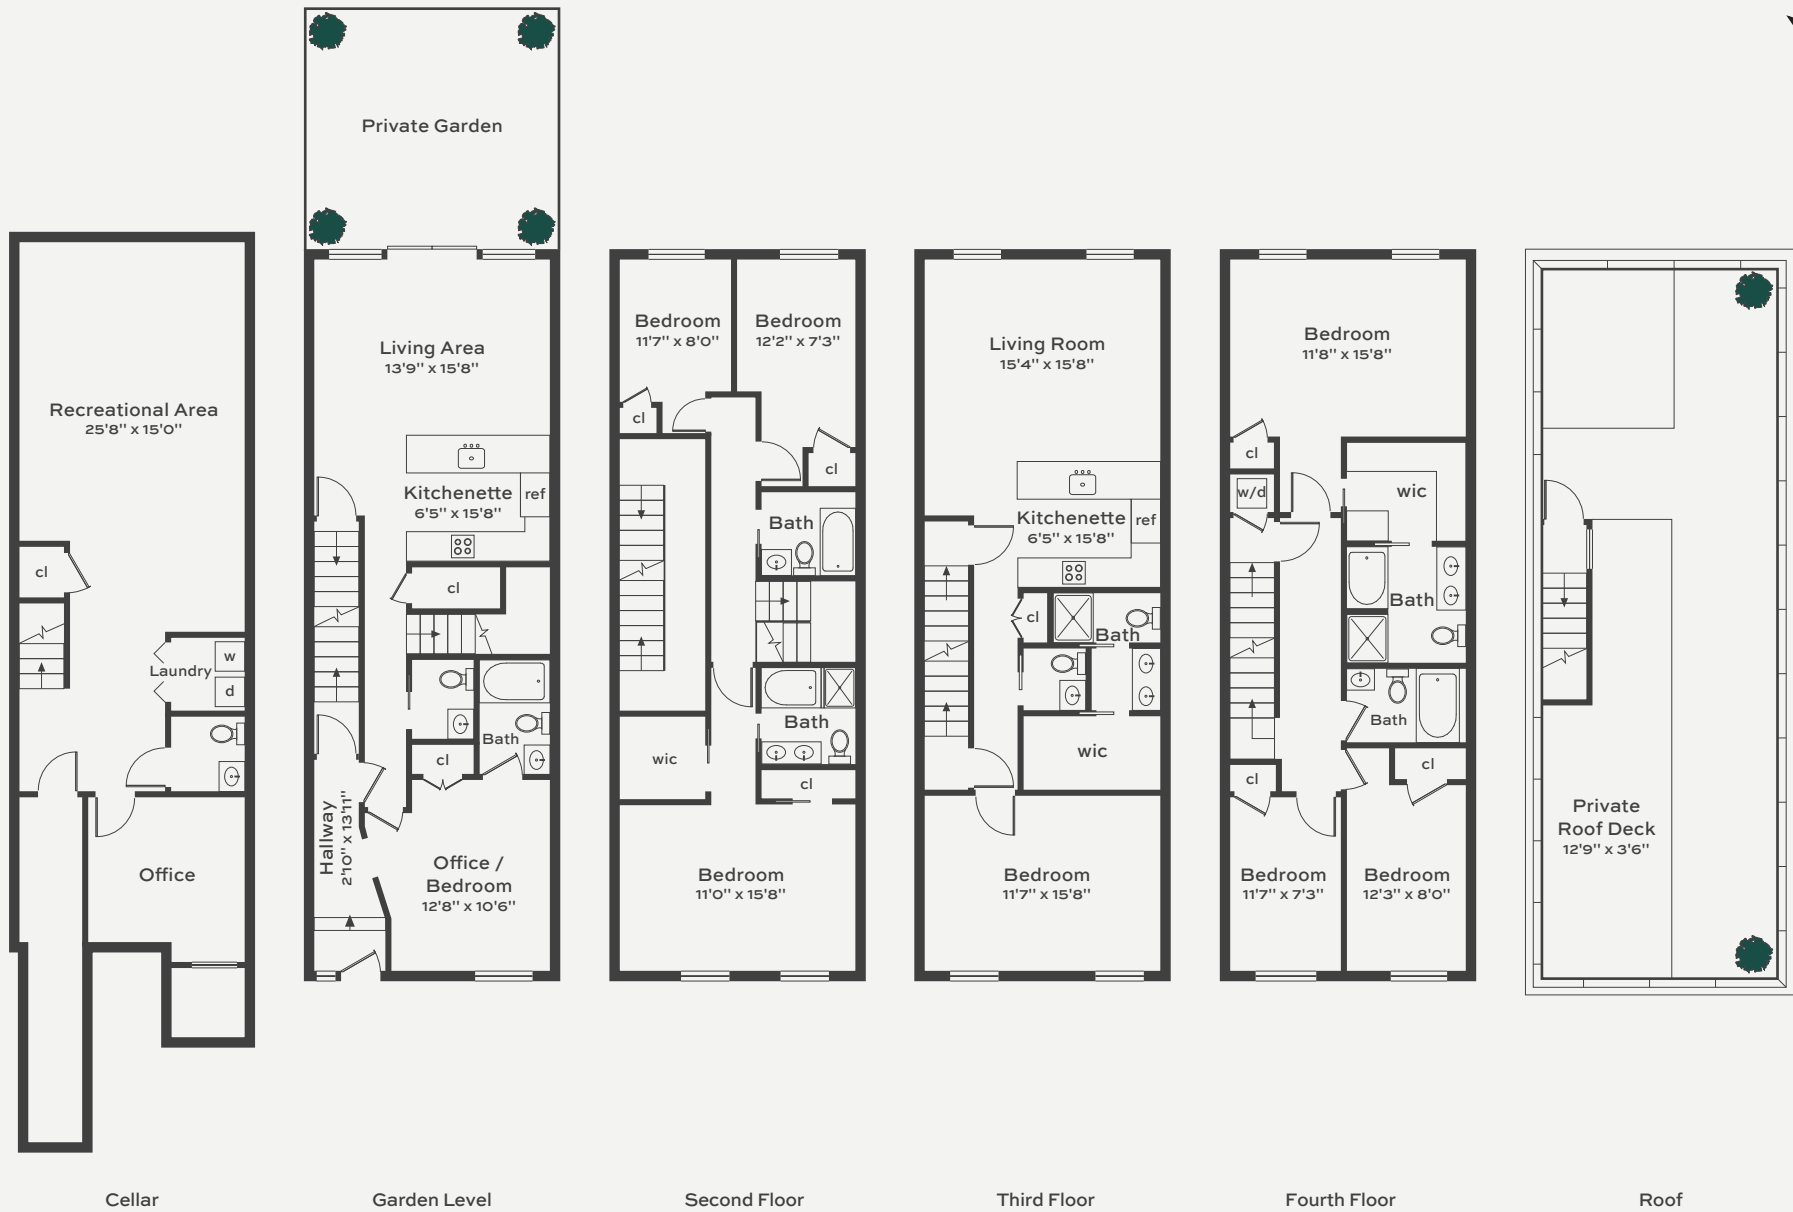 Recreational Area
25'8" x 15'0"
cl
Laundry
w
d
Office
Cellar
Private Garden
Living Area
13'9" x 15'8"
Kitchenette
6'5" x 15'8"
ref
cl
cl
Bath
Hallway
2'10" x 13'11"
Office /
Bedroom
12'8" x 10'6"
Garden Level
Bedroom
11'7" x 8'0"
Bedroom
12'2" x 7'3"
cl
cl
Bath
Bath
wic
cl
Bedroom
11'0" x 15'8"
Second Floor
Living Room
15'4" x 15'8"
Kitchenette
6'5" x 15'8"
ref
cl
Bath
wic
Bedroom
11'7" x 15'8"
Third Floor
Bedroom
11'8" x 15'8"
cl
w/d
wic
Bath
Bath
cl
cl
Bedroom
11'7" x 7'3"
Bedroom
12'3" x 8'0"
Fourth Floor
Private
Roof Deck
12'9" x 3'6"
Roof